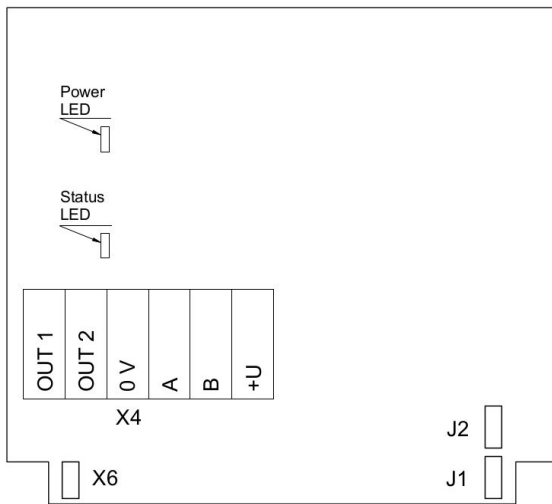 Power
LED
Status
LED
OUT 1
OUT 2
0 V
A
B
+U
X4
J2
X6
J1